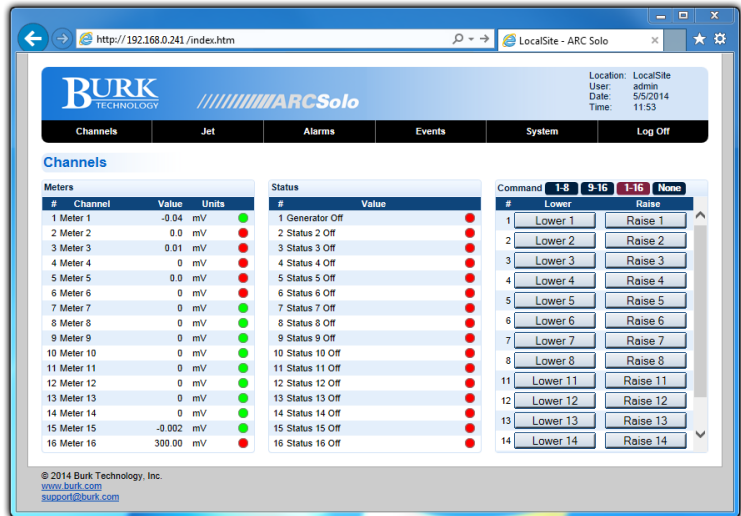 http://192.168.0.241/index.htm
LocalSite - ARC Solo
BURK
TECHNOLOGY
ARCSolo
Location: LocalSite
User: admin
Date: 5/5/2014
Time: 11:53
Channels Jet Alarms Events System Log Off
Channels
Meters
# Channel Value Units
1 Meter 1 -0.04 mV
2 Meter 2 0.0 mV
3 Meter 3 0.01 mV
4 Meter 4 0 mV
5 Meter 5 0.0 mV
6 Meter 6 0 mV
7 Meter 7 0 mV
8 Meter 8 0 mV
9 Meter 9 0 mV
10 Meter 10 0 mV
11 Meter 11 0 mV
12 Meter 12 0 mV
13 Meter 13 0 mV
14 Meter 14 0 mV
15 Meter 15 -0.002 mV
16 Meter 16 300.00 mV
Status
# Value
1 Generator Off
2 Status 2 Off
3 Status 3 Off
4 Status 4 Off
5 Status 5 Off
6 Status 6 Off
7 Status 7 Off
8 Status 8 Off
9 Status 9 Off
10 Status 10 Off
11 Status 11 Off
12 Status 12 Off
13 Status 13 Off
14 Status 14 Off
15 Status 15 Off
16 Status 16 Off
Command 1-8 9-16 1-16 None
# Lower Raise
1 Lower 1 Raise 1
2 Lower 2 Raise 2
3 Lower 3 Raise 3
4 Lower 4 Raise 4
5 Lower 5 Raise 5
6 Lower 6 Raise 6
7 Lower 7 Raise 7
8 Lower 8 Raise 8
11 Lower 11 Raise 11
12 Lower 12 Raise 12
13 Lower 13 Raise 13
14 Lower 14 Raise 14
© 2014 Burk Technology, Inc.
www.burk.com
support@burk.com